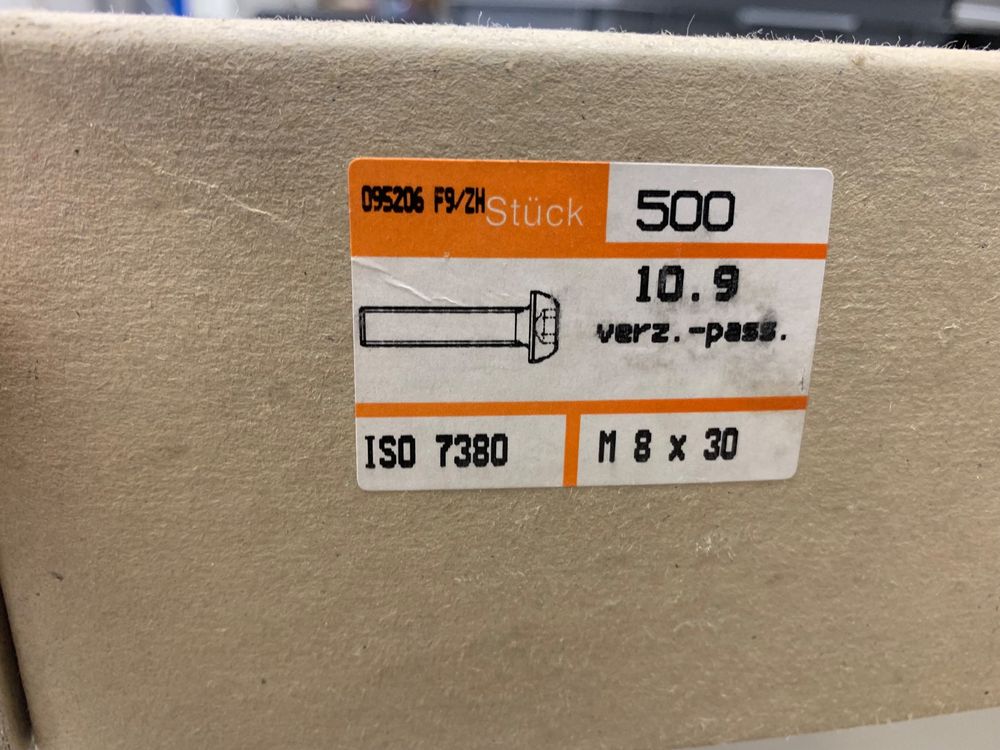 095206 F9/ZH Stück 500
10.9
verz.-pass.
ISO 7380
M 8 x 30